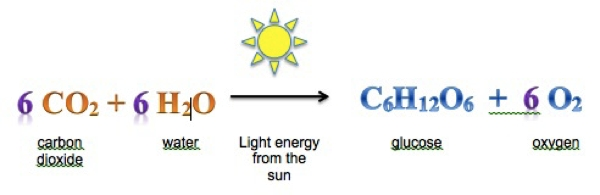 6 CO₂ + 6 H₂O C₆H₁₂O₆ + 6 O₂
carbon dioxide
water
Light energy
from the
sun
glucose
oxygen